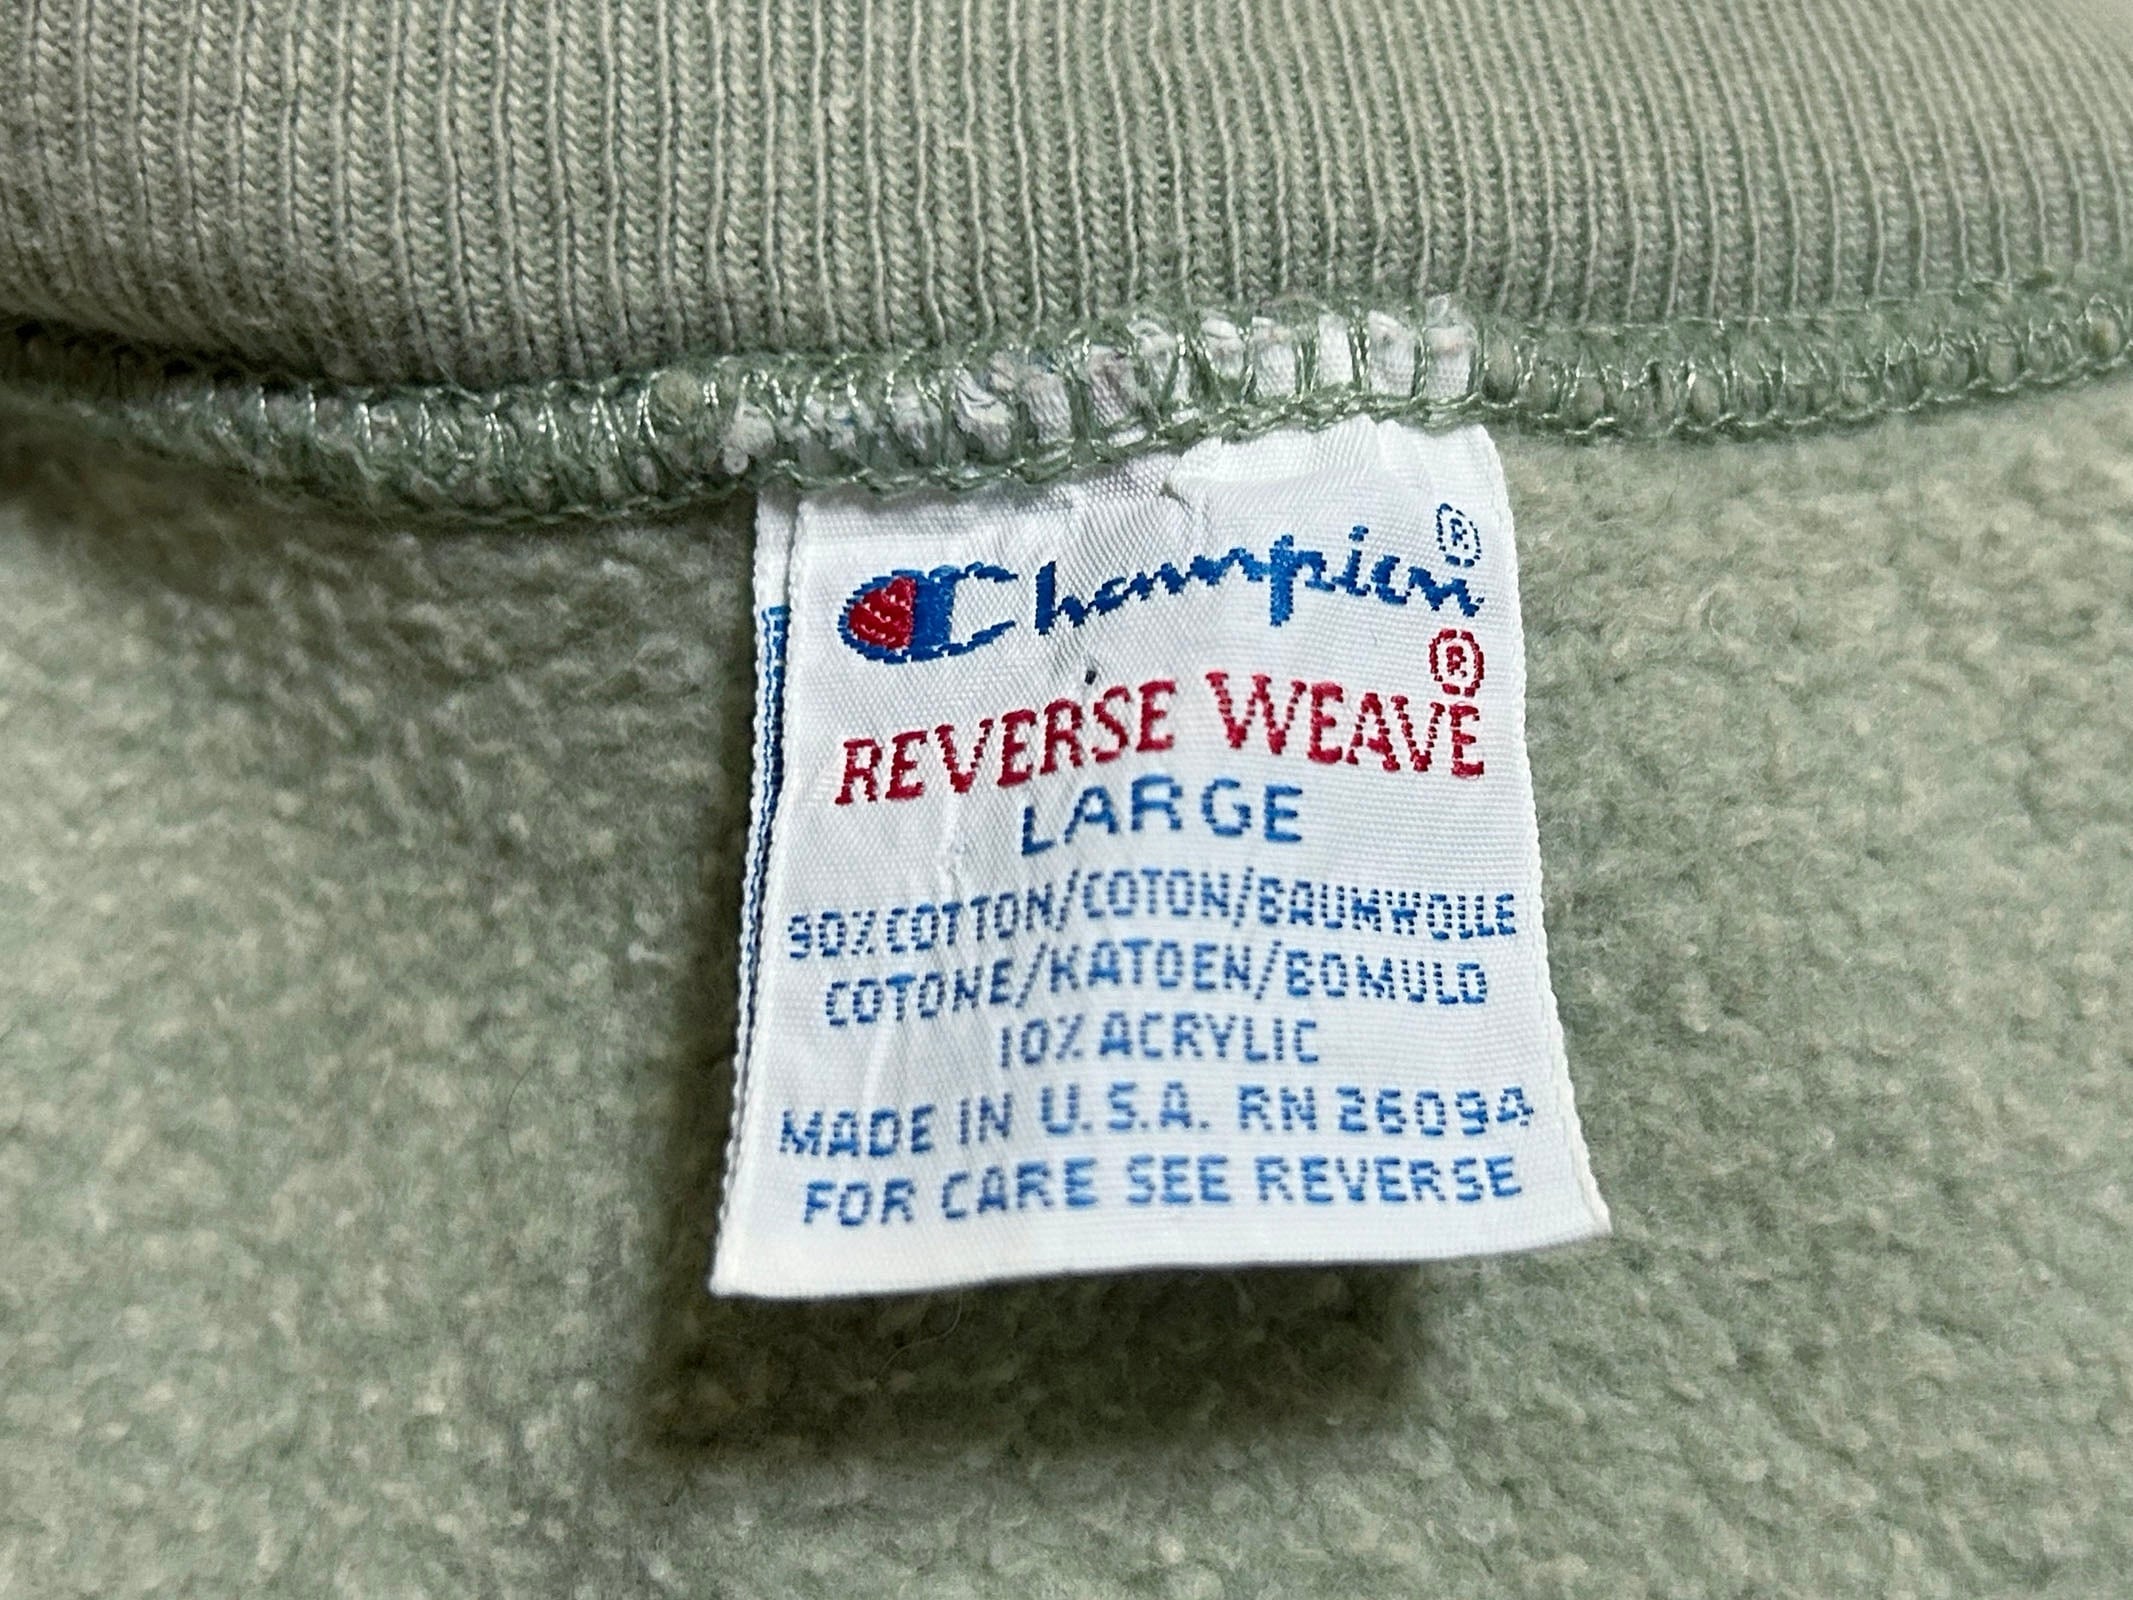 Champion®
REVERSE WEAVE®
LARGE
90% COTTON/COTON/BAUMWOLLE
COTONE/KATOEN/BOMULD
10% ACRYLIC
MADE IN U.S.A. RN 26094
FOR CARE SEE REVERSE